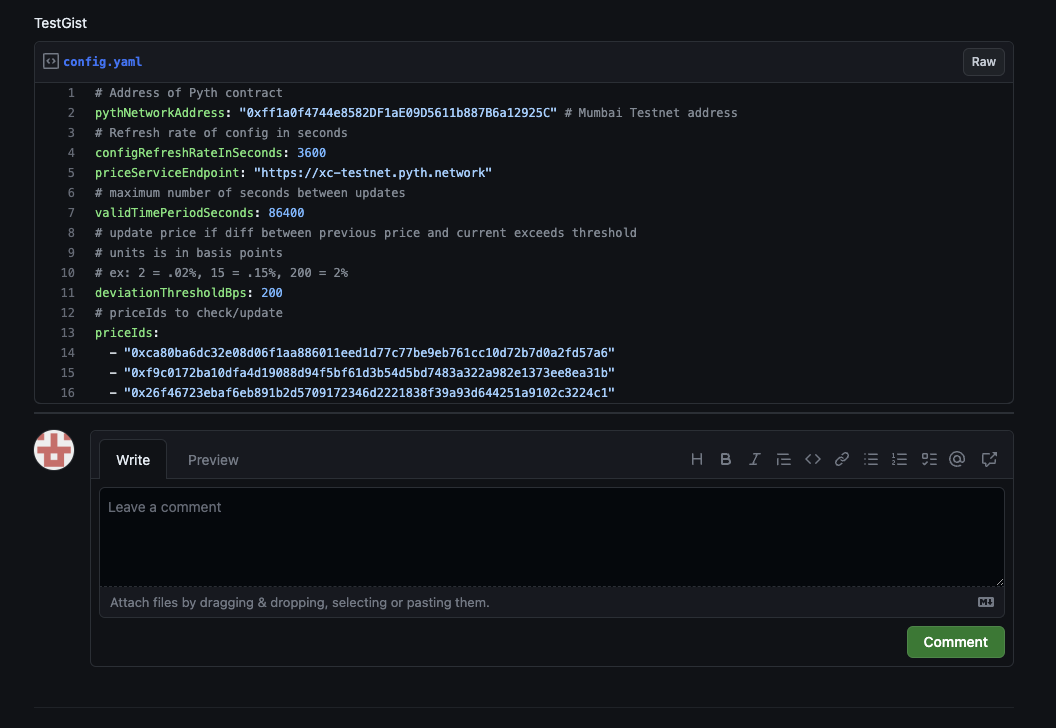 TestGist
config.yaml
Raw
1 # Address of Pyth contract
2 pythNetworkAddress: "0xff1a0f4744e8582DF1aE09D5611b887B6a12925C" # Mumbai Testnet address
3 # Refresh rate of config in seconds
4 configRefreshRateInSeconds: 3600
5 priceServiceEndpoint: "https://xc-testnet.pyth.network"
6 # maximum number of seconds between updates
7 validTimePeriodSeconds: 86400
8 # update price if diff between previous price and current exceeds threshold
9 # units is in basis points
10 # ex: 2 = .02%, 15 = .15%, 200 = 2%
11 deviationThresholdBps: 200
12 # priceIds to check/update
13 priceIds:
14 - "0xca80ba6dc32e08d06f1aa886011eed1d77c77be9eb761cc10d72b7d0a2fd57a6"
15 - "0xf9c0172ba10dfa4d19088d94f5bf61d3b54d5bd7483a322a982e1373ee8ea31b"
16 - "0x26f46723ebaf6eb891b2d5709172346d2221838f39a93d644251a9102c3224c1"
Write
Preview
Leave a comment
Attach files by dragging & dropping, selecting or pasting them.
Comment